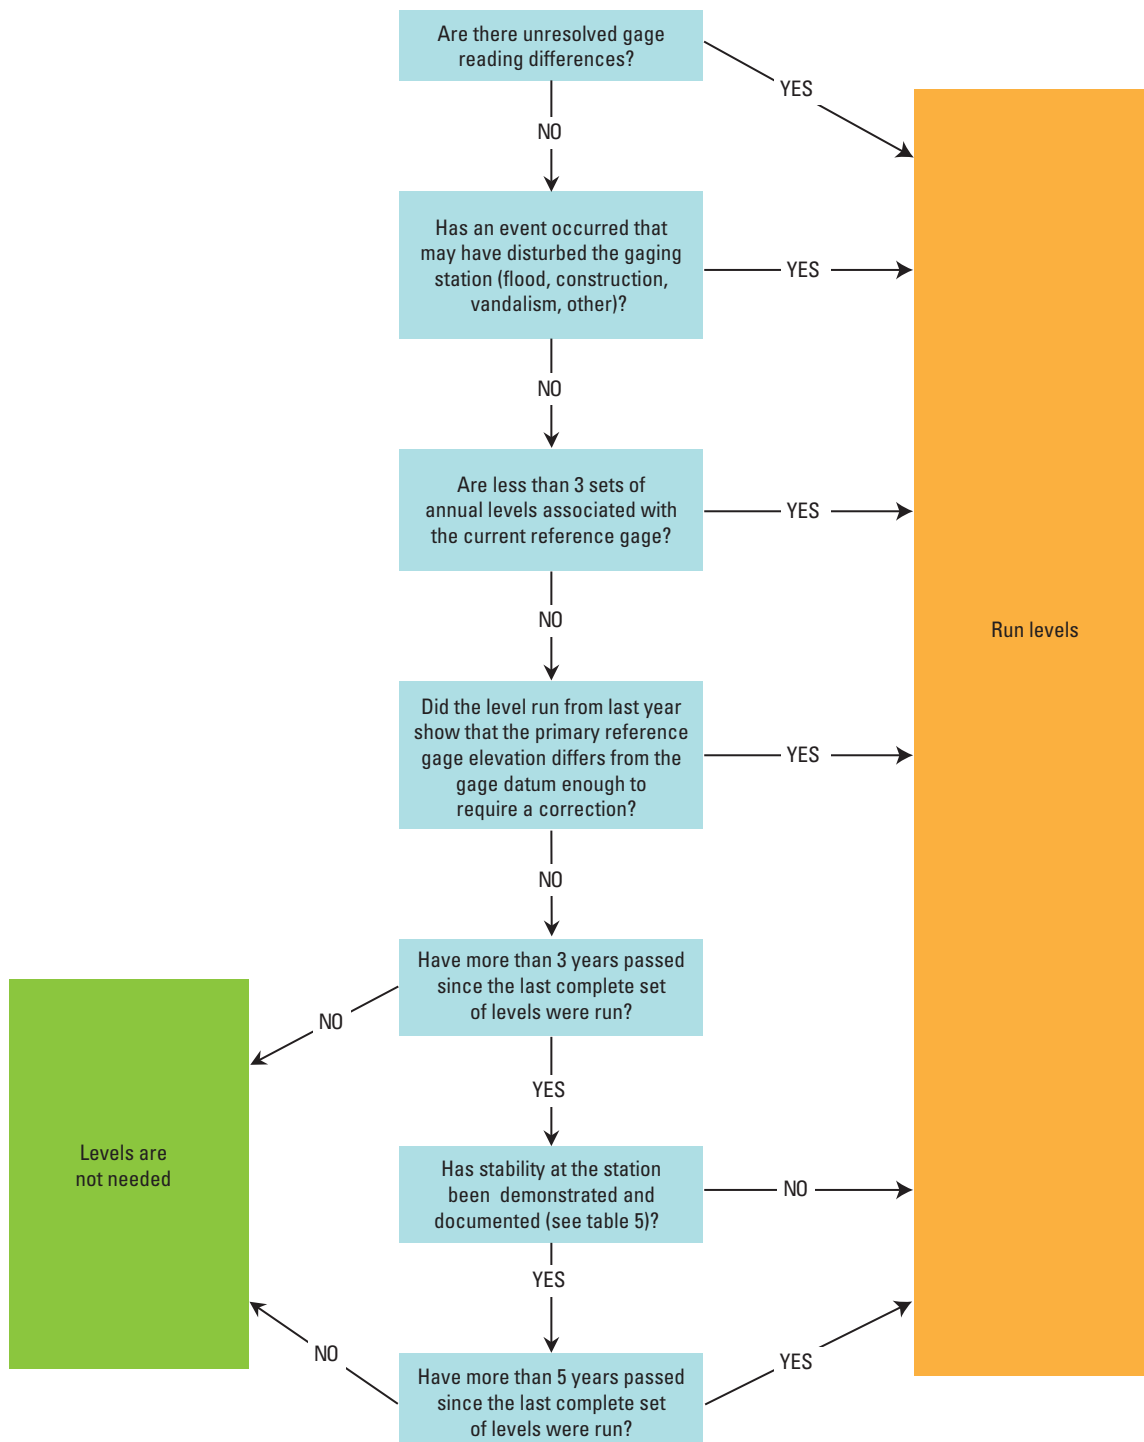 Are there unresolved gage
reading differences?
YES
NO
Has an event occurred that
may have disturbed the gaging
station (flood, construction,
vandalism, other)?
YES
NO
Are less than 3 sets of
annual levels associated with
the current reference gage?
YES
NO
Run levels
Did the level run from last year
show that the primary reference
gage elevation differs from the
gage datum enough to
require a correction?
YES
NO
Have more than 3 years passed
since the last complete set
of levels were run?
NO
YES
Levels are
not needed
Has stability at the station
been demonstrated and
documented (see table 5)?
NO
YES
Have more than 5 years passed
since the last complete set
of levels were run?
NO
YES